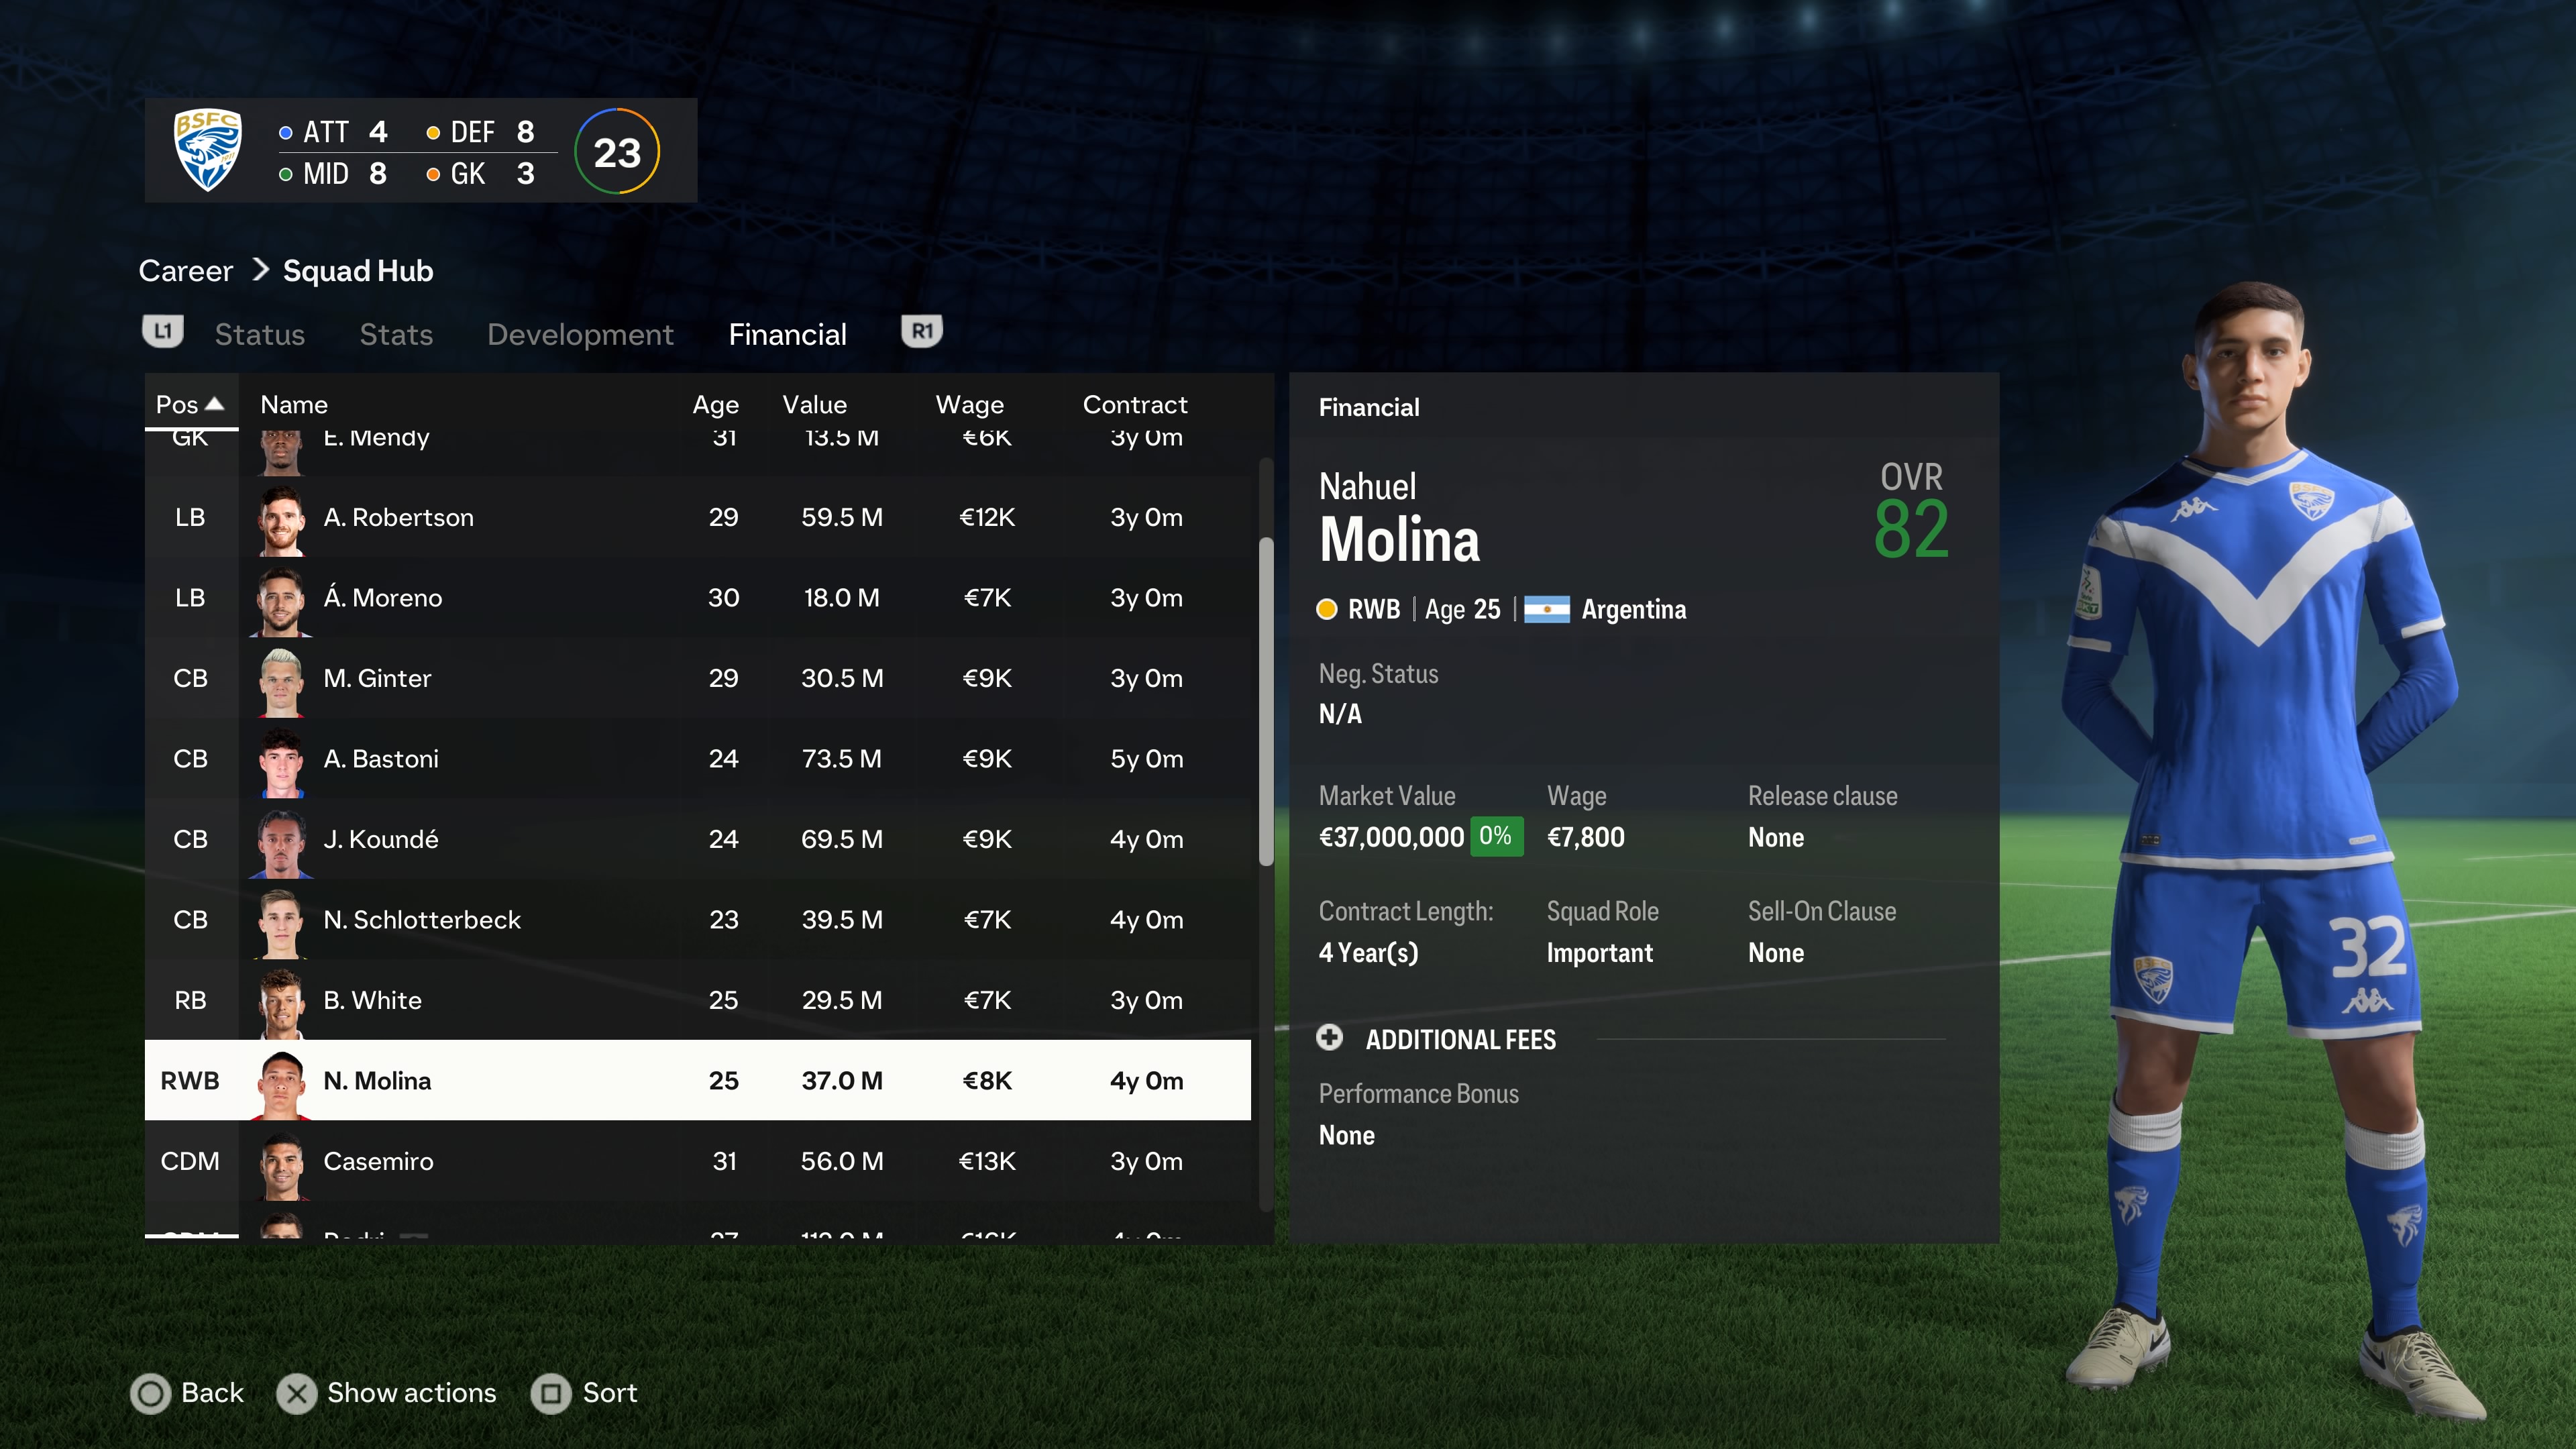 BSFC
ATT 4 DEF 8
MID 8 GK 3
23
Career > Squad Hub
L1 Status Stats Development Financial R1
Pos Name Age Value Wage Contract
GK E. Mendy 31 13.5 M €6K 3y 0m
LB A. Robertson 29 59.5 M €12K 3y 0m
LB Á. Moreno 30 18.0 M €7K 3y 0m
CB M. Ginter 29 30.5 M €9K 3y 0m
CB A. Bastoni 24 73.5 M €9K 5y 0m
CB J. Koundé 24 69.5 M €9K 4y 0m
CB N. Schlotterbeck 23 39.5 M €7K 4y 0m
RB B. White 25 29.5 M €7K 3y 0m
RWB N. Molina 25 37.0 M €8K 4y 0m
CDM Casemiro 31 56.0 M €13K 3y 0m
CDM Rodri 27
Financial
Nahuel
Molina
OVR
82
RWB | Age 25 | Argentina
Neg. Status
N/A
Market Value Wage Release clause
€37,000,000 0% €7,800 None
Contract Length: Squad Role Sell-On Clause
4 Year(s) Important None
ADDITIONAL FEES
Performance Bonus
None
BSFC
32
BSFC
Back Show actions Sort